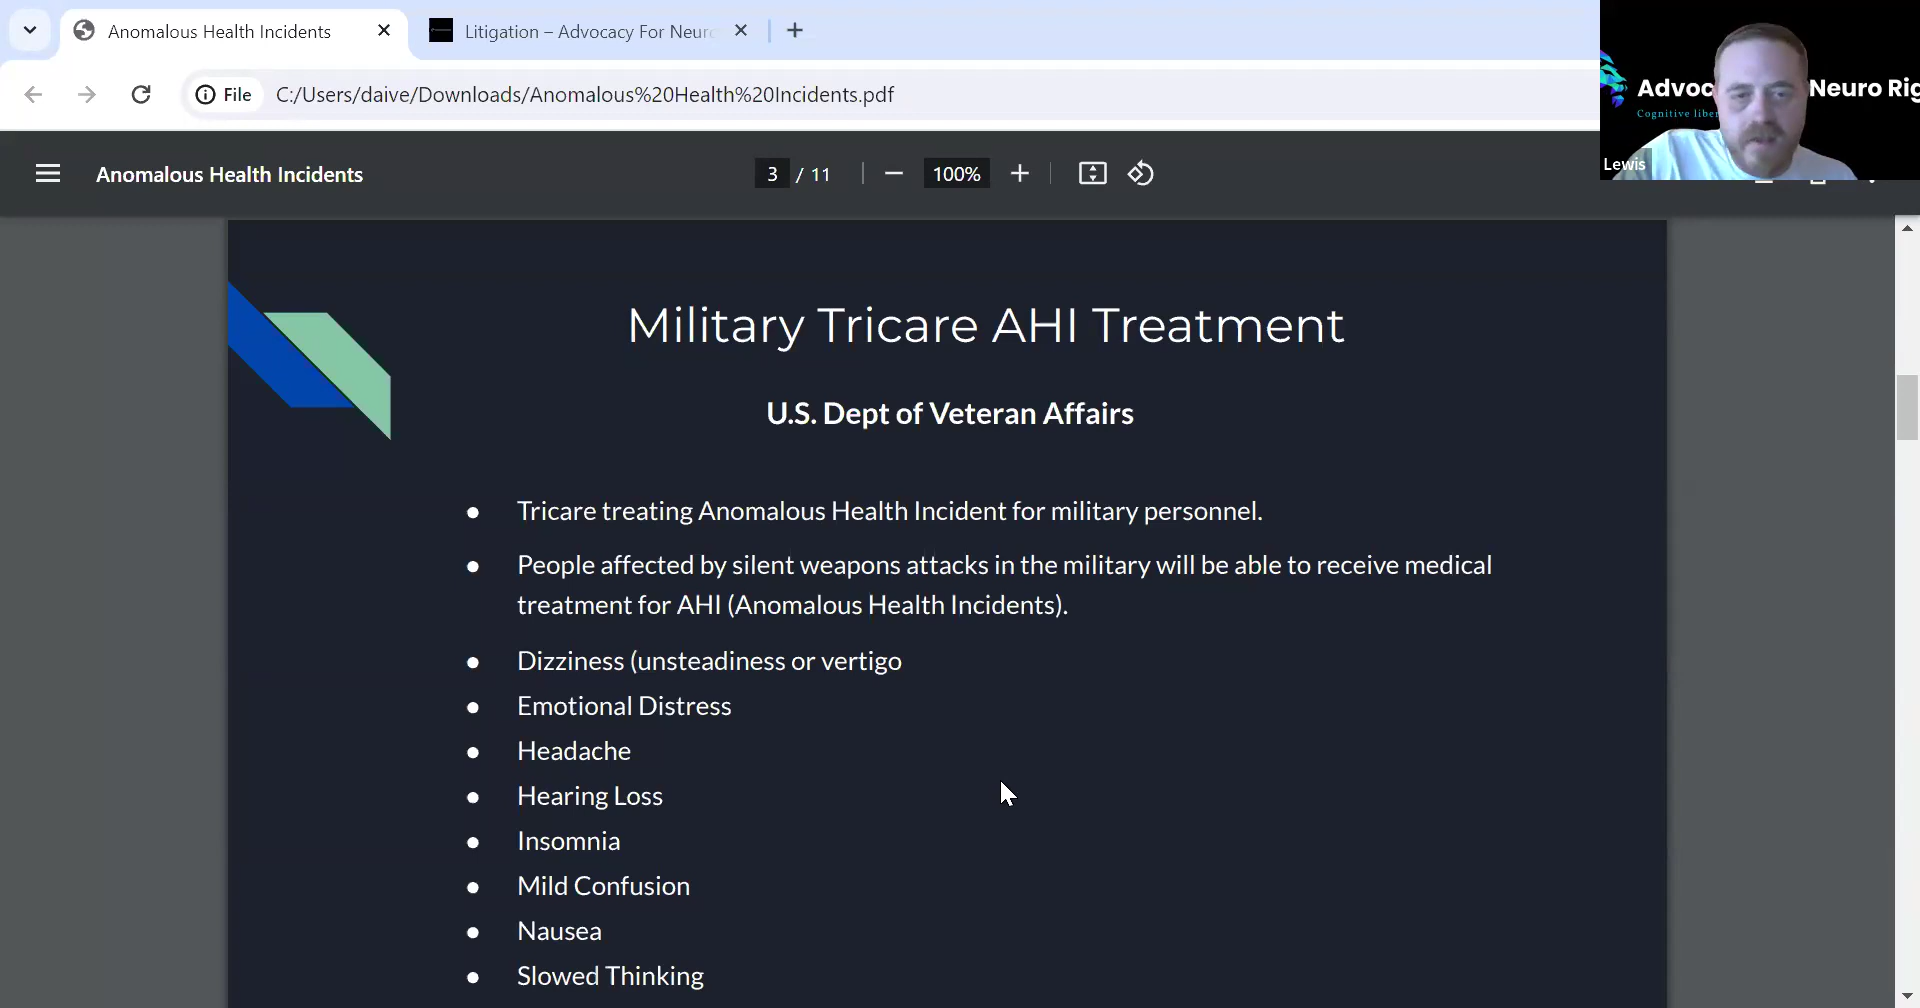 Anomalous Health Incidents
Litigation – Advocacy For Neuro
File
C:/Users/daive/Downloads/Anomalous%20Health%20Incidents.pdf
Advoc Neuro Rig
Cognitive liber
Lewis
Anomalous Health Incidents
3 / 11
100%
Military Tricare AHI Treatment
U.S. Dept of Veteran Affairs
● Tricare treating Anomalous Health Incident for military personnel.
● People affected by silent weapons attacks in the military will be able to receive medical
treatment for AHI (Anomalous Health Incidents).
● Dizziness (unsteadiness or vertigo
● Emotional Distress
● Headache
● Hearing Loss
● Insomnia
● Mild Confusion
● Nausea
● Slowed Thinking